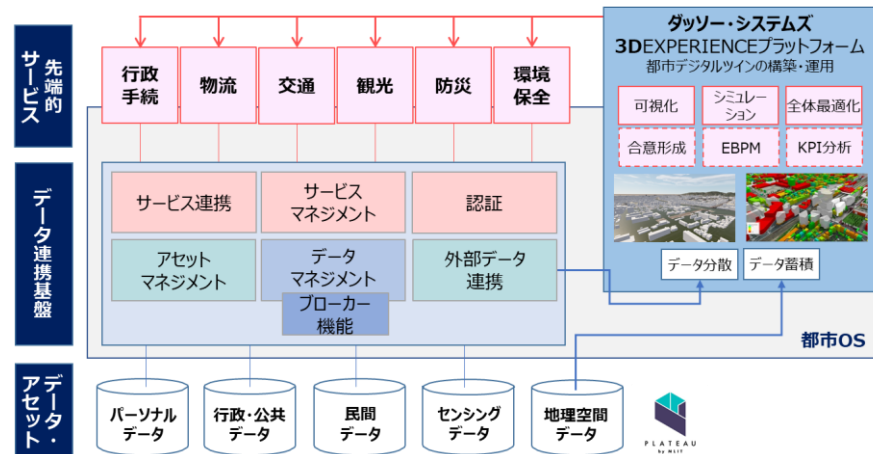 ダッソー・システムズ
3DEXPERIENCEプラットフォーム
都市デジタルツインの構築・運用
先端的
サービス
行政
手続
物流
交通
観光
防災
環境
保全
可視化
シミュレー
ション
全体最適化
合意形成
EBPM
KPI分析
データ分散
データ蓄積
データ連携基盤
サービス連携
サービス
マネジメント
認証
アセット
マネジメント
データ
マネジメント
外部データ
連携
ブローカー
機能
都市OS
データ・
アセット
パーソナル
データ
行政・公共
データ
民間
データ
センシング
データ
地理空間
データ
PLATEAU
by MLIT